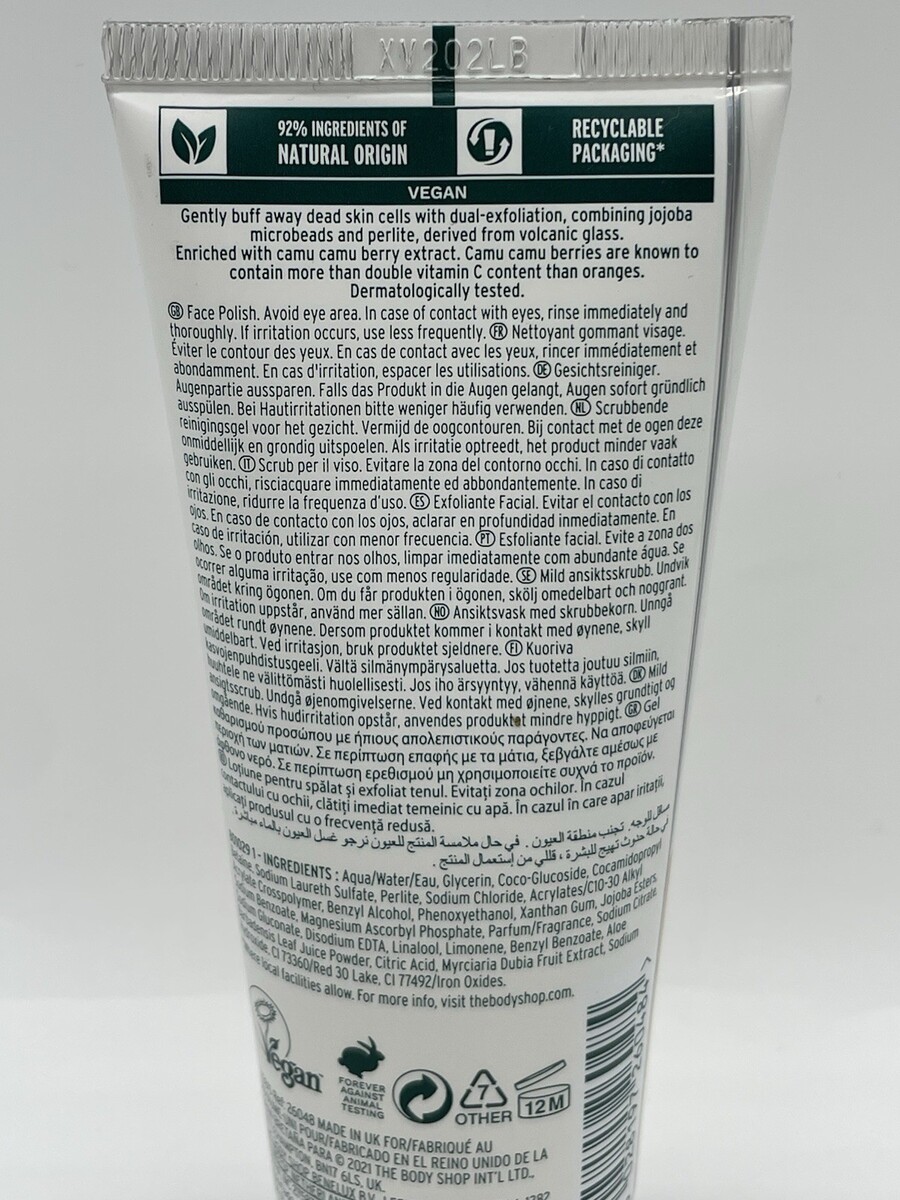 XV202LB
92% INGREDIENTS OF
NATURAL ORIGIN
RECYCLABLE
PACKAGING*
VEGAN
Gently buff away dead skin cells with dual-exfoliation, combining jojoba
microbeads and perlite, derived from volcanic glass.
Enriched with camu camu berry extract. Camu camu berries are known to
contain more than double vitamin C content than oranges.
Dermatologically tested.
GB Face Polish. Avoid eye area. In case of contact with eyes, rinse immediately and
thoroughly. If irritation occurs, use less frequently. FR Nettoyant gommant visage.
Éviter le contour des yeux. En cas de contact avec les yeux, rincer immédiatement et
abondamment. En cas d'irritation, espacer les utilisations. DE Gesichtsreiniger.
Augenpartie aussparen. Falls das Produkt in die Augen gelangt, Augen sofort gründlich
ausspülen. Bei Hautirritationen bitte weniger häufig verwenden. NL Scrubbende
reinigingsgel voor het gezicht. Vermijd de oogcontouren. Bij contact met de ogen deze
onmiddellijk en grondig uitspoelen. Als irritatie optreedt, het product minder vaak
gebruiken. IT Scrub per il viso. Evitare la zona del contorno occhi. In caso di contatto
con gli occhi, risciacquare immediatamente ed abbondantemente. In caso di
irritazione, ridurre la frequenza d'uso. ES Exfoliante Facial. Evitar el contacto con los
ojos. En caso de contacto con los ojos, aclarar en profundidad inmediatamente. En
caso de irritación, utilizar con menor frecuencia. PT Esfoliante facial. Evite a zona dos
olhos. Se o produto entrar nos olhos, limpar imediatamente com abundante água. Se
ocorrer alguma irritação, use com menos regularidade. SE Mild ansiktsskrubb. Undvik
området kring ögonen. Om du får produkten i ögonen, skölj omedelbart och noggrant.
Om irritation uppstår, använd mer sällan. NO Ansiktsvask med skrubbekorn. Unngå
området rundt øynene. Dersom produktet kommer i kontakt med øynene, skyll
umiddelbart. Ved irritasjon, bruk produktet sjeldnere. FI Kuoriva
kasvojenpuhdistusgeeli. Vältä silmänympärysaluetta. Jos tuotetta joutuu silmiin,
huuhtele ne välittömästi huolellisesti. Jos iho ärsyyntyy, vähennä käyttöä. DK Mild
ansigtsscrub. Undgå øjenomgivelserne. Ved kontakt med øjnene, skylles grundtigt og
omgående. Hvis hudirritation opstår, anvendes produktet mindre hyppigt. GR Gel
καθαρισμού προσώπου με ήπιους απολεπιστικούς παράγοντες. Να αποφεύγεται
περιοχή των ματιών. Σε περίπτωση επαφής με τα μάτια, ξεβγάλτε αμέσως με
άφθονο νερό. Σε περίπτωση ερεθισμού μη χρησιμοποιείτε συχνά το προϊόν.
Loțiune pentru spălat și exfoliat tenul. Evitați zona ochilor. În cazul
contactului cu ochii, clătiți imediat temeinic cu apă. În cazul în care apar iritații,
aplicați produsul cu o frecvență redusă.
صاقل للوجه. تجنب منطقة العيون. في حال ملامسة المنتج للعيون نرجو غسل العيون بالماء مباشرة.
في حالة حدوث تهيج للبشرة، قللي من إستعمال المنتج.
1 - INGREDIENTS : Aqua/Water/Eau, Glycerin, Coco-Glucoside, Cocamidopropyl
Betaine, Sodium Laureth Sulfate, Perlite, Sodium Chloride, Acrylates/C10-30 Alkyl
Acrylate Crosspolymer, Benzyl Alcohol, Phenoxyethanol, Xanthan Gum, Jojoba Esters,
Sodium Benzoate, Magnesium Ascorbyl Phosphate, Parfum/Fragrance, Sodium Citrate,
Sodium Gluconate, Disodium EDTA, Linalool, Limonene, Benzyl Benzoate, Aloe
Barbadensis Leaf Juice Powder, Citric Acid, Myrciaria Dubia Fruit Extract, Sodium
CI 73360/Red 30 Lake, CI 77492/Iron Oxides.
local facilities allow. For more info, visit thebodyshop.com.
Vegan
FOREVER
AGAINST
ANIMAL
TESTING
7
OTHER
12 M
26048 MADE IN UK FOR/FABRIQUÉ AU
POUR/FABRICADO EN EL REINO UNIDO DE LA
PARA © 2021 THE BODY SHOP INT'L LTD.,
BN17 6LS, UK.
BENELUX B.V.